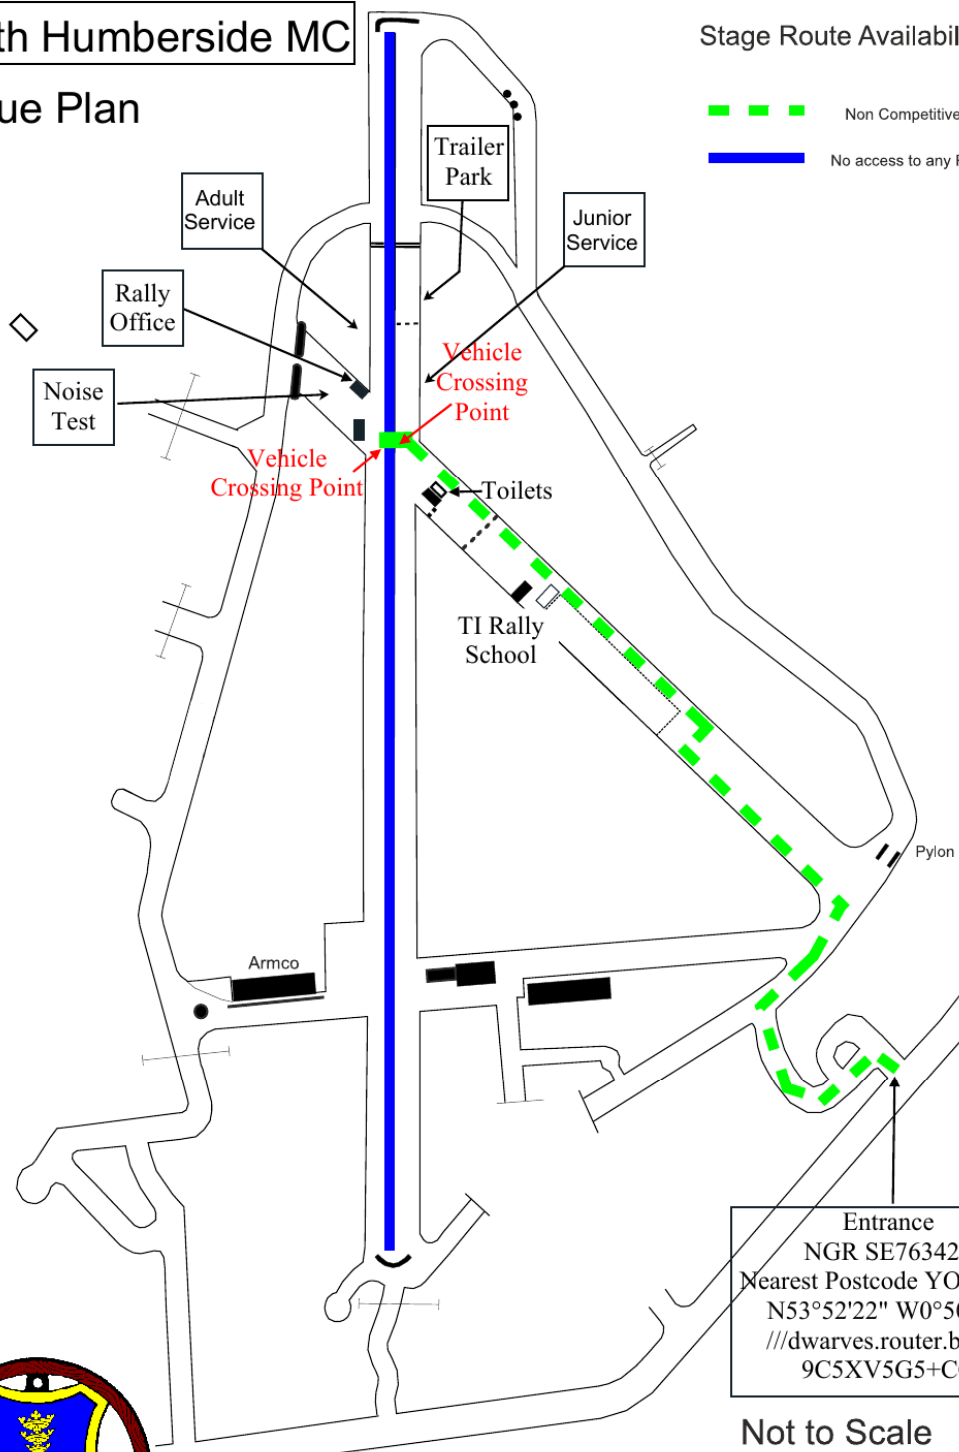 th Humberside MC
ue Plan
Stage Route Availabil
Non Competitive
No access to any
Trailer
Park
Adult
Service
Junior
Service
Rally
Office
Noise
Test
Vehicle
Crossing
Point
Vehicle
Crossing Point
Toilets
TI Rally
School
Pylon
Armco
Entrance
NGR SE76342
Nearest Postcode YO
N53°52'22" W0°50
///dwarves.router.b
9C5XV5G5+C
Not to Scale